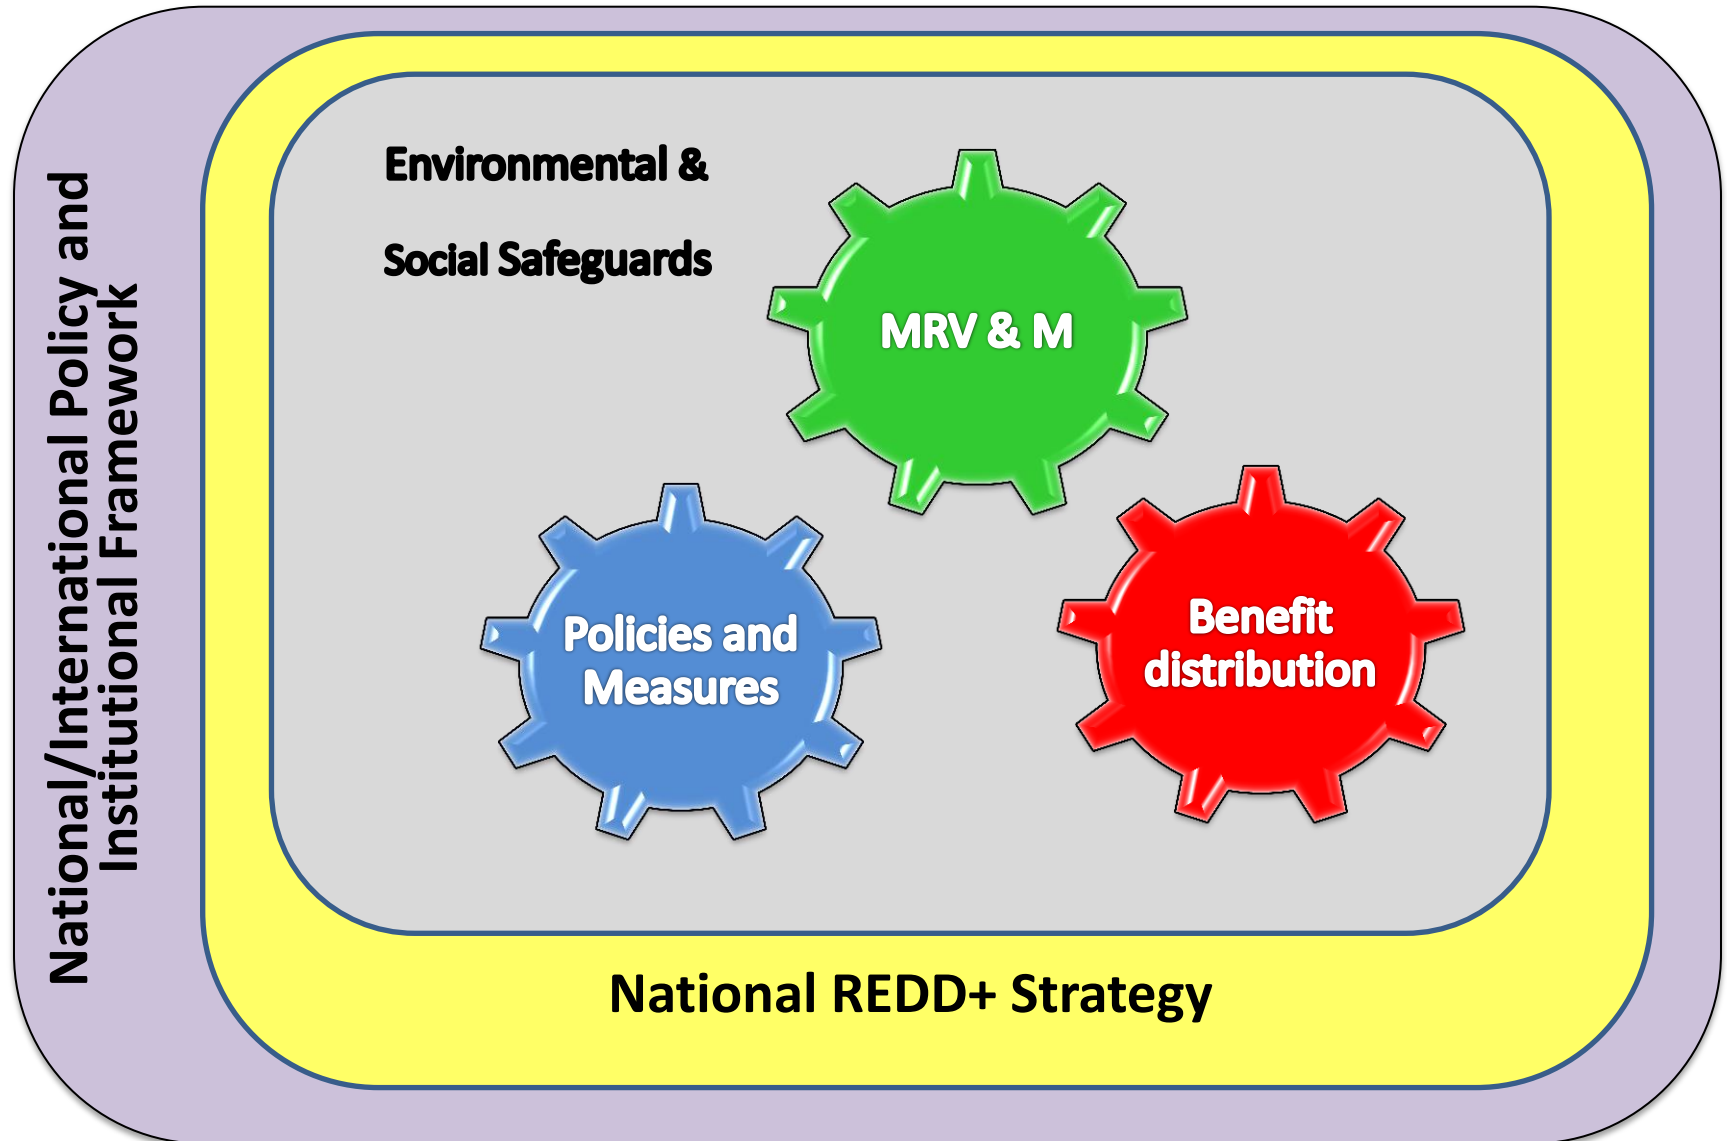 National/International Policy and
Institutional Framework
Environmental &
Social Safeguards
MRV & M
Policies and
Measures
Benefit
distribution
National REDD+ Strategy